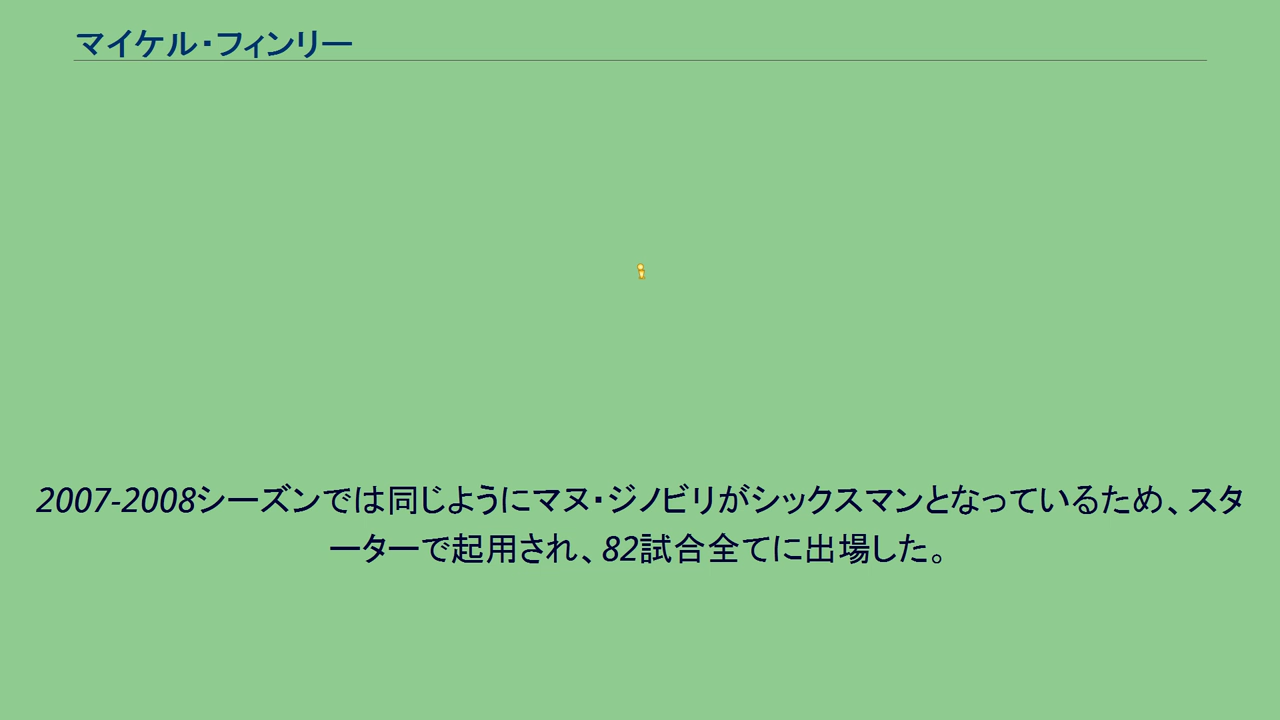 マイケル・フィンリー
2007-2008シーズンでは同じようにマヌ・ジノビリがシックスマンとなっているため、スタ
ーターで起用され、82試合全てに出場した。